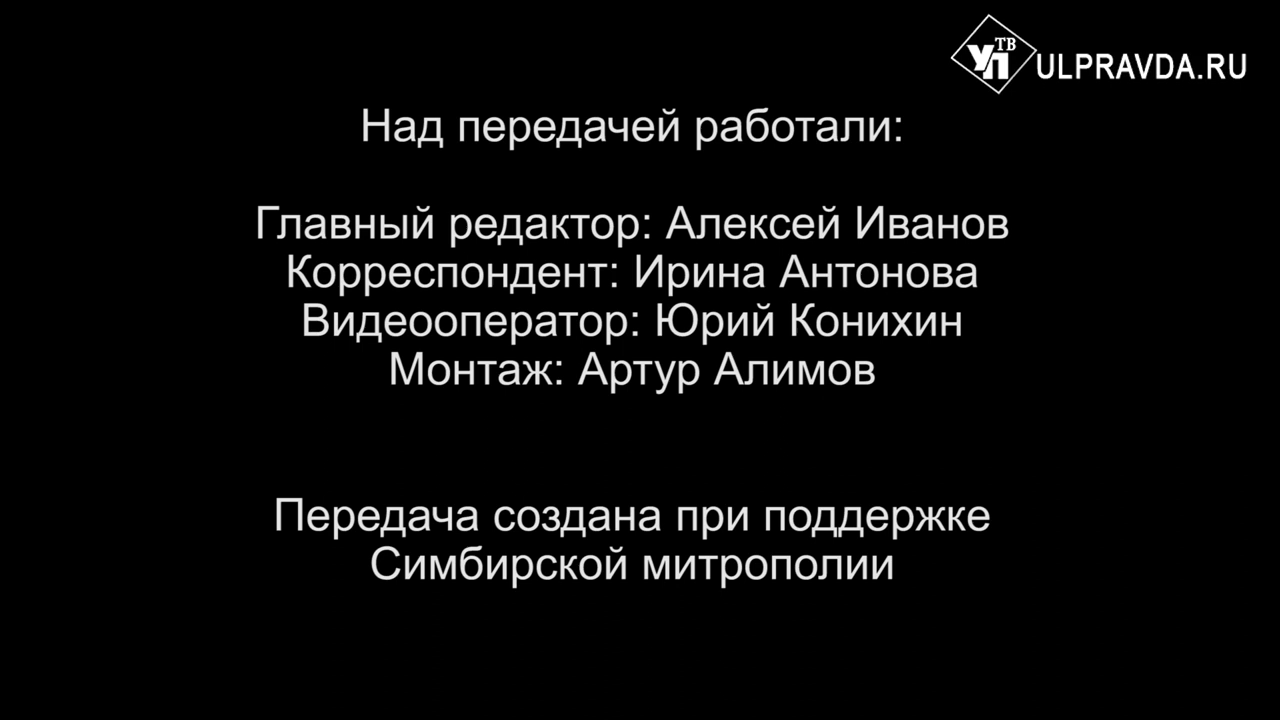 ТВ
УП
ULPRAVDA.RU
Над передачей работали:
Главный редактор: Алексей Иванов
Корреспондент: Ирина Антонова
Видеооператор: Юрий Конихин
Монтаж: Артур Алимов
Передача создана при поддержке
Симбирской митрополии